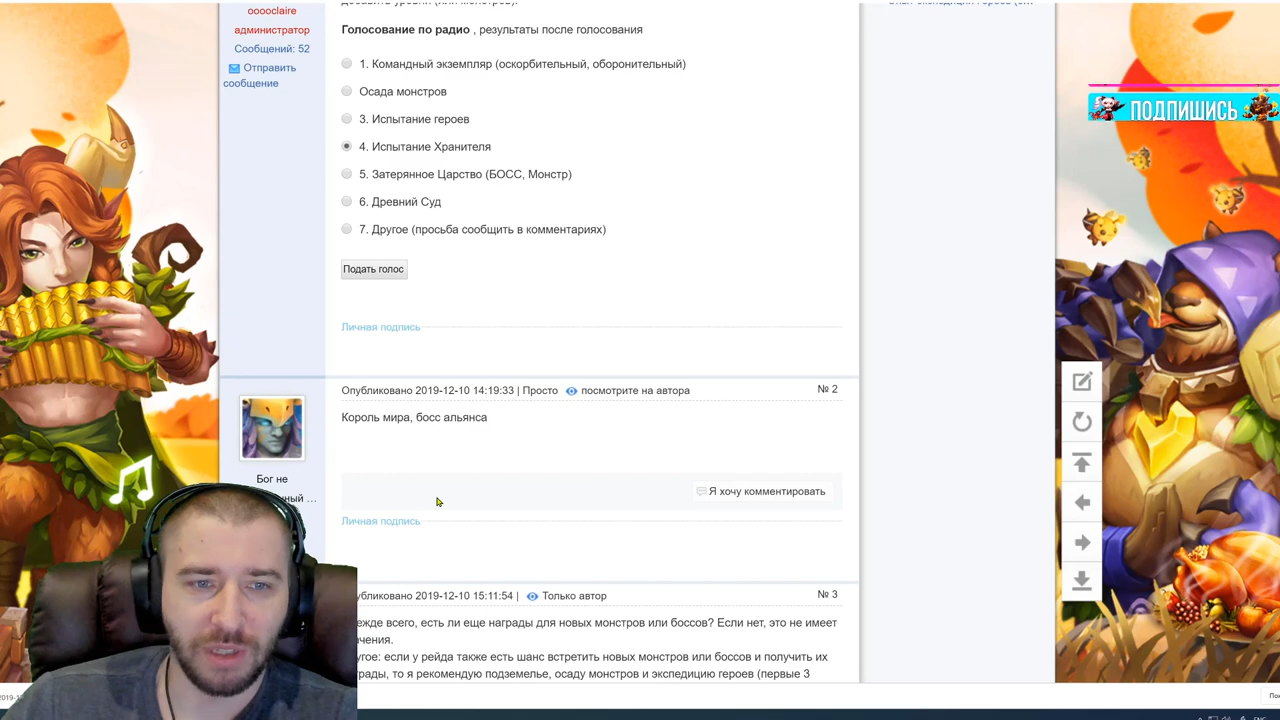 ooooclaire
администратор
Сообщений: 52
Отправить
сообщение
Голосование по радио , результаты после голосования
1. Командный экземпляр (оскорбительный, оборонительный)
Осада монстров
3. Испытание героев
4. Испытание Хранителя
5. Затерянное Царство (БОСС, Монстр)
6. Древний Суд
7. Другое (просьба сообщить в комментариях)
Подать голос
Личная подпись
ПОДПИШИСЬ
Опубликовано 2019-12-10 14:19:33 | Просто посмотрите на автора
№ 2
Король мира, босс альянса
Бог не
ный ...
Я хочу комментировать
Личная подпись
убликовано 2019-12-10 15:11:54 | Только автор
№ 3
ежде всего, есть ли еще награды для новых монстров или боссов? Если нет, это не имеет
ачения.
угое: если у рейда также есть шанс встретить новых монстров или боссов и получить их
рады, то я рекомендую подземелье, осаду монстров и экспедицию героев (первые 3